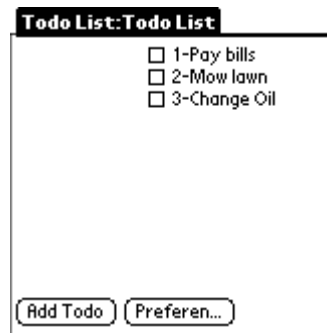 Todo List:Todo List
1-Pay bills
2-Mow lawn
3-Change Oil
Add Todo Preferen...